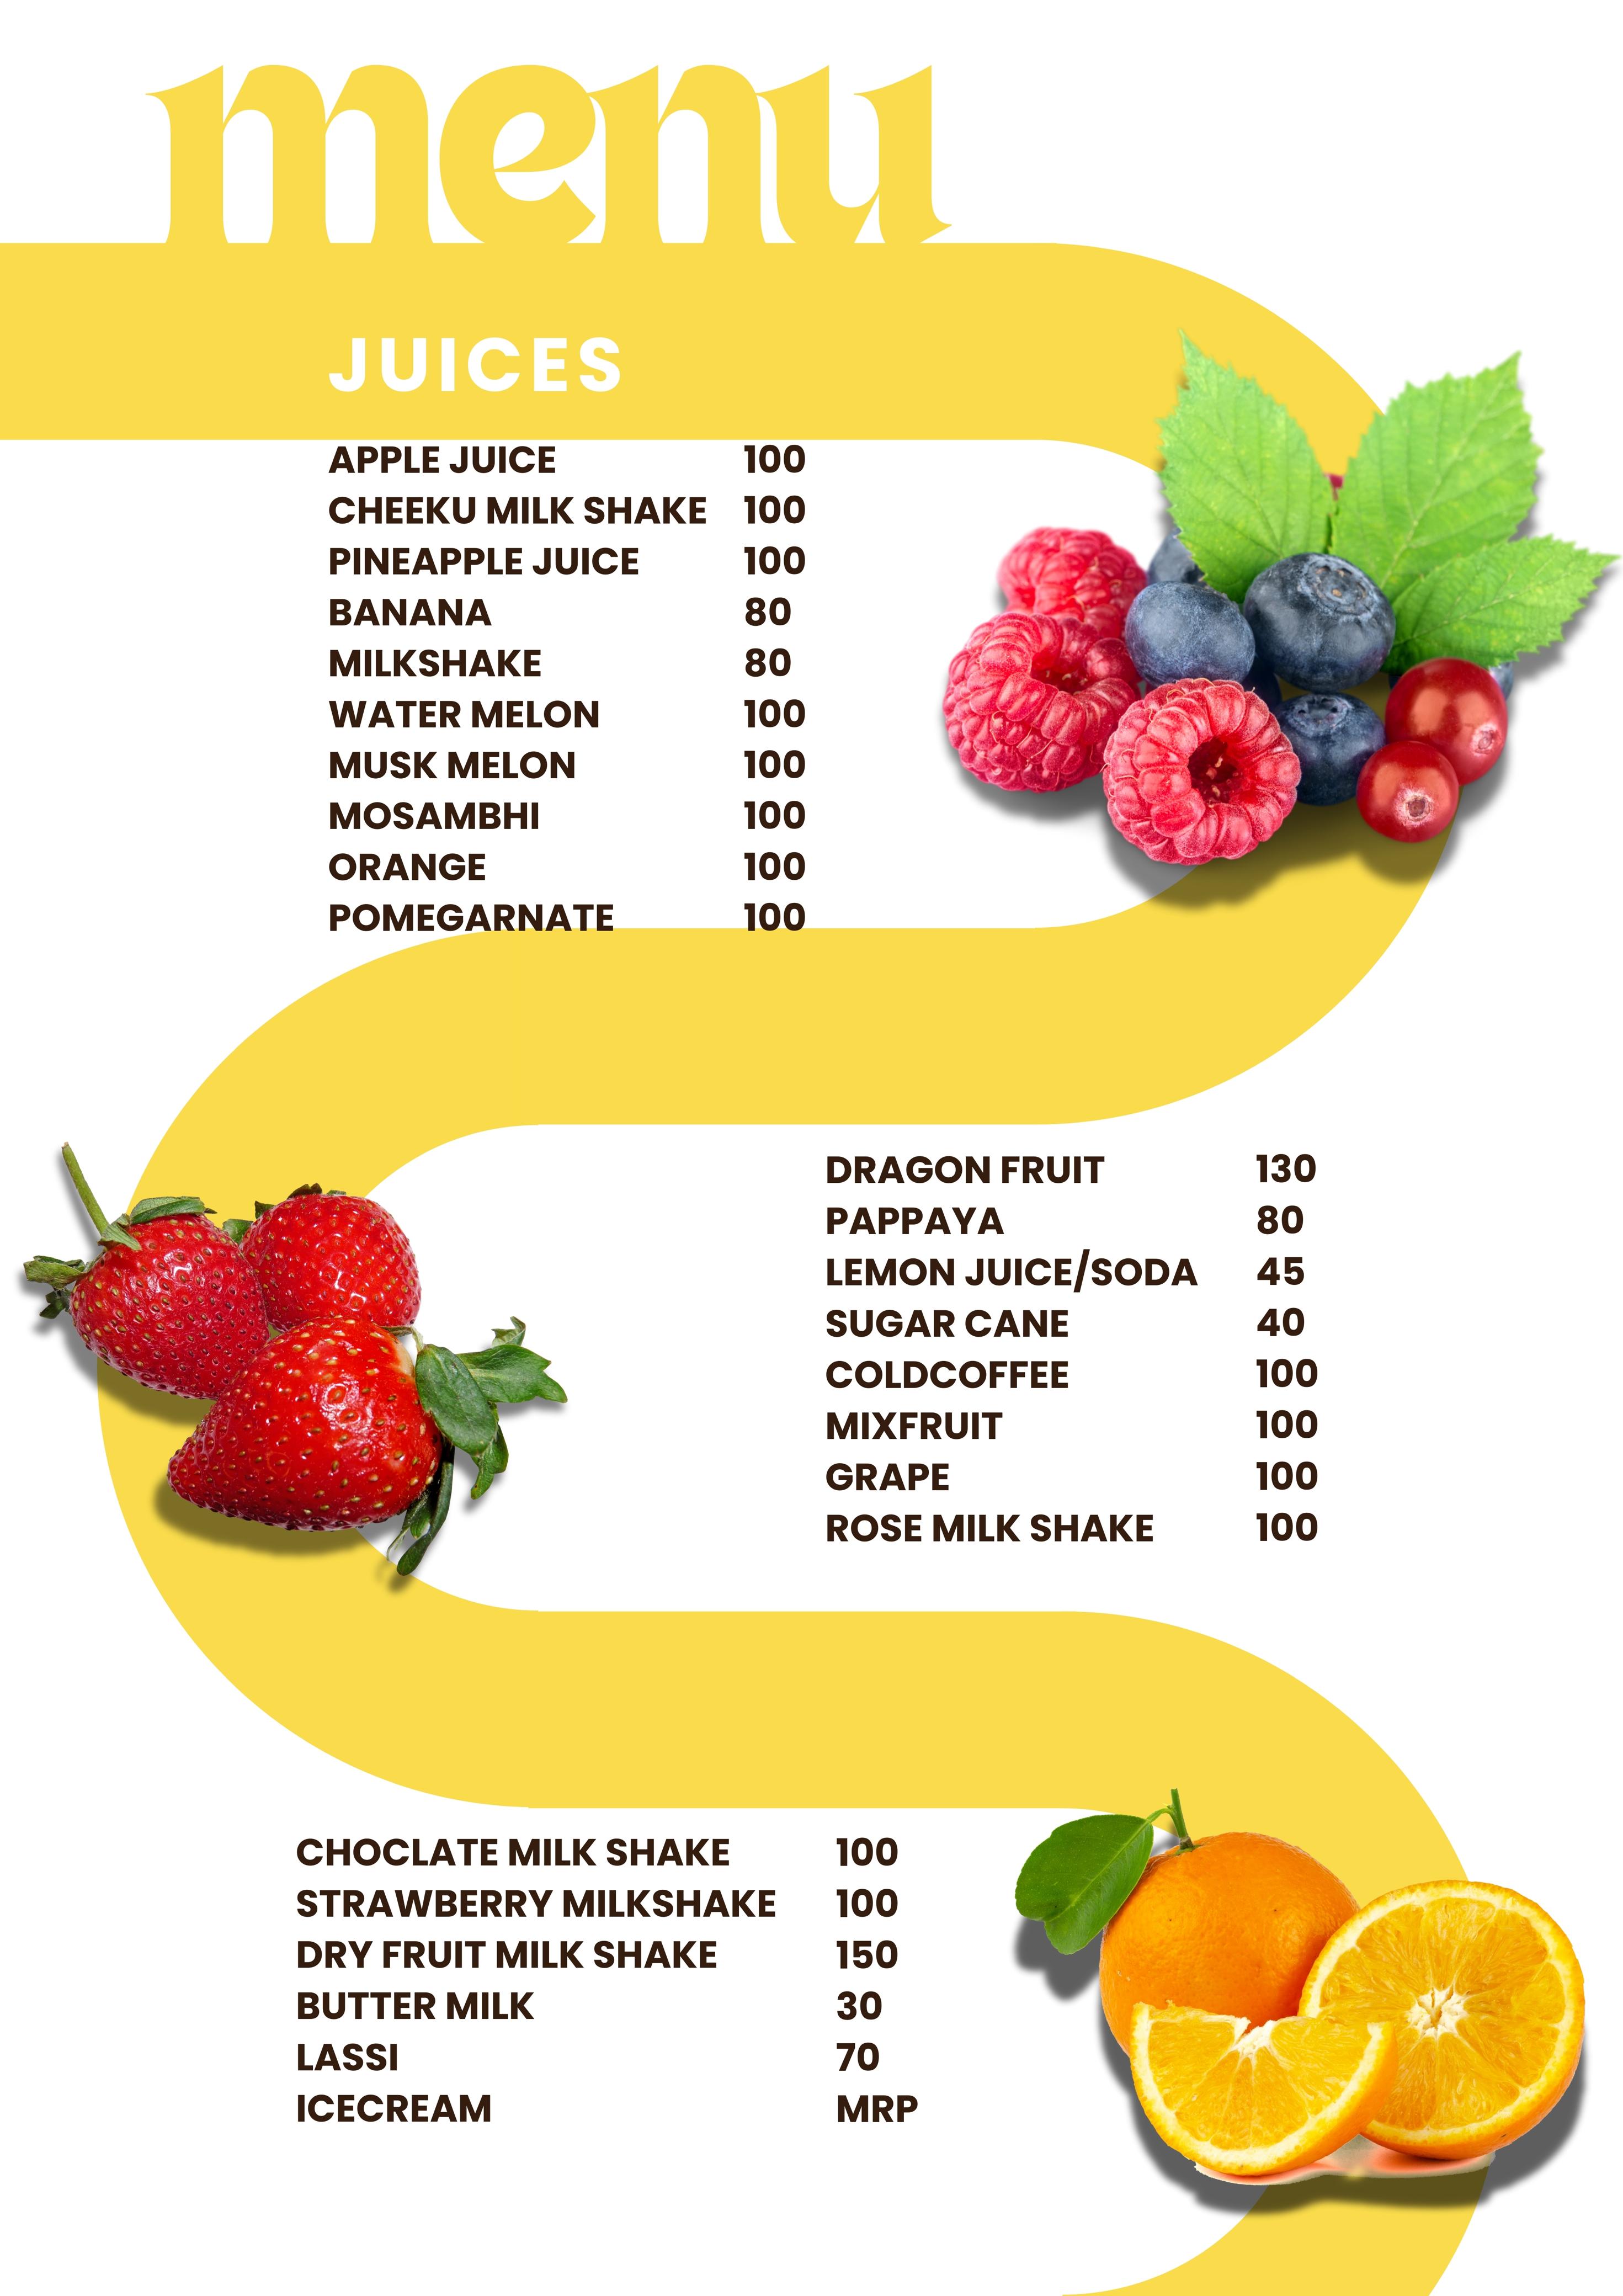 menu
JUICES
APPLE JUICE 100
CHEEKU MILK SHAKE 100
PINEAPPLE JUICE 100
BANANA 80
MILKSHAKE 80
WATER MELON 100
MUSK MELON 100
MOSAMBHI 100
ORANGE 100
POMEGARNATE 100
DRAGON FRUIT 130
PAPPAYA 80
LEMON JUICE/SODA 45
SUGAR CANE 40
COLDCOFFEE 100
MIXFRUIT 100
GRAPE 100
ROSE MILK SHAKE 100
CHOCLATE MILK SHAKE 100
STRAWBERRY MILKSHAKE 100
DRY FRUIT MILK SHAKE 150
BUTTER MILK 30
LASSI 70
ICECREAM MRP